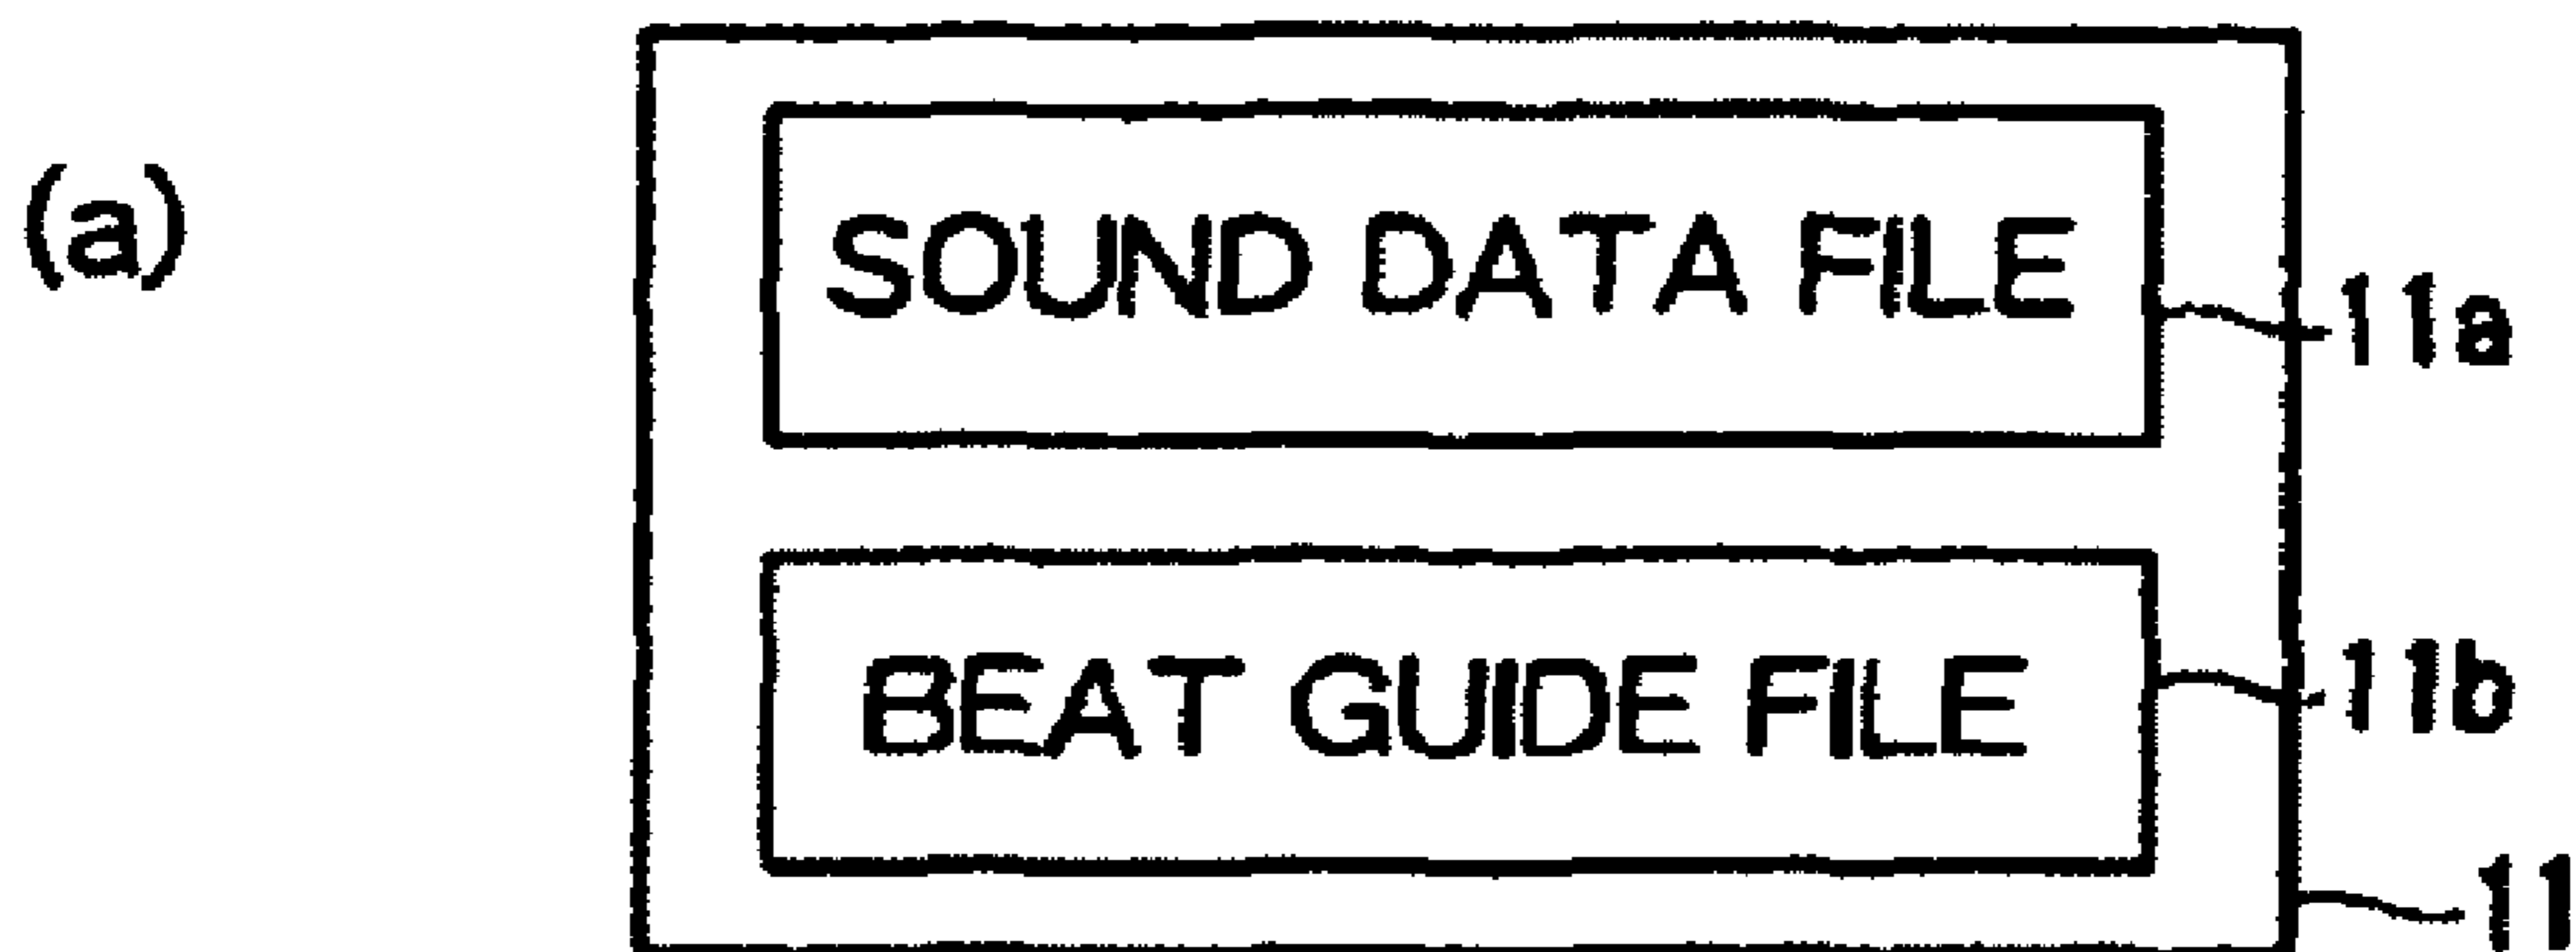 (a)
SOUND DATA FILE
11a
BEAT GUIDE FILE
11b
11